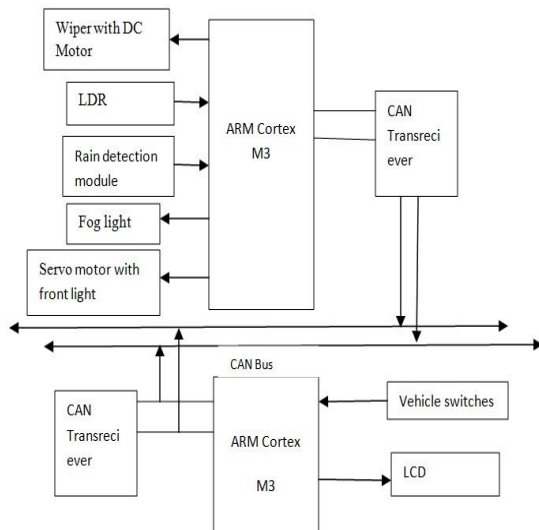 Wiper with DC
Motor
LDR
Rain detection
module
Fog light
Servo motor with
front light
ARM Cortex
M3
CAN
Transreci
ever
CAN Bus
CAN
Transreci
ever
ARM Cortex
M3
Vehicle switches
LCD